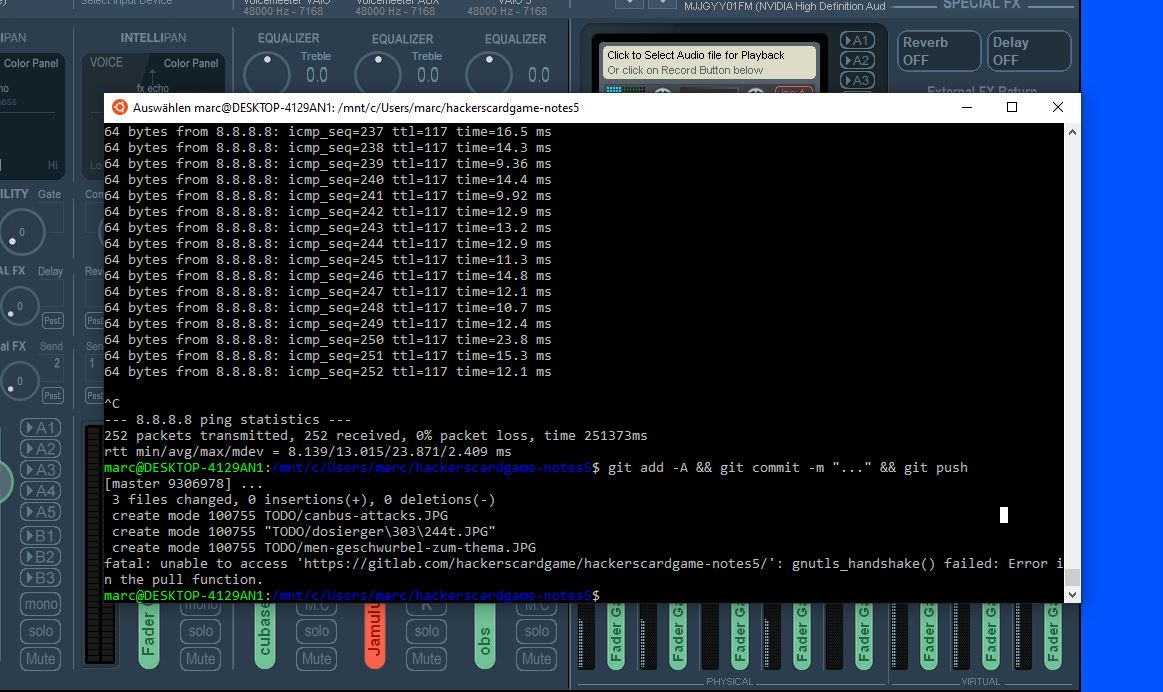 Select Input Device
Voicemeeter VAIO
Voicemeeter AUX
VAIO 3
48000 Hz - 7168
48000 Hz - 7168
48000 Hz - 7168
MJJGYY01FM (NVIDIA High Definition Aud
SPECIAL FX
INTELLIPAN
EQUALIZER
EQUALIZER
EQUALIZER
Color Panel
VOICE
Color Panel
fx echo
Treble
0.0
Treble
0.0
0.0
Click to Select Audio file for Playback
Or click on Record Button below
Input
A1
A2
A3
Reverb
OFF
Delay
OFF
External FX Return
Auswählen marc@DESKTOP-4129AN1: /mnt/c/Users/marc/hackerscardgame-notes5
64 bytes from 8.8.8.8: icmp_seq=237 ttl=117 time=16.5 ms
64 bytes from 8.8.8.8: icmp_seq=238 ttl=117 time=14.3 ms
64 bytes from 8.8.8.8: icmp_seq=239 ttl=117 time=9.36 ms
64 bytes from 8.8.8.8: icmp_seq=240 ttl=117 time=14.4 ms
64 bytes from 8.8.8.8: icmp_seq=241 ttl=117 time=9.92 ms
64 bytes from 8.8.8.8: icmp_seq=242 ttl=117 time=12.9 ms
64 bytes from 8.8.8.8: icmp_seq=243 ttl=117 time=13.2 ms
64 bytes from 8.8.8.8: icmp_seq=244 ttl=117 time=12.9 ms
64 bytes from 8.8.8.8: icmp_seq=245 ttl=117 time=11.3 ms
64 bytes from 8.8.8.8: icmp_seq=246 ttl=117 time=14.8 ms
64 bytes from 8.8.8.8: icmp_seq=247 ttl=117 time=12.1 ms
64 bytes from 8.8.8.8: icmp_seq=248 ttl=117 time=10.7 ms
64 bytes from 8.8.8.8: icmp_seq=249 ttl=117 time=12.4 ms
64 bytes from 8.8.8.8: icmp_seq=250 ttl=117 time=23.8 ms
64 bytes from 8.8.8.8: icmp_seq=251 ttl=117 time=15.3 ms
64 bytes from 8.8.8.8: icmp_seq=252 ttl=117 time=12.1 ms
^C
--- 8.8.8.8 ping statistics ---
252 packets transmitted, 252 received, 0% packet loss, time 251373ms
rtt min/avg/max/mdev = 8.139/13.015/23.871/2.409 ms
marc@DESKTOP-4129AN1:/mnt/c/Users/marc/hackerscardgame-notes5$ git add -A && git commit -m "..." && git push
[master 9306978] ...
3 files changed, 0 insertions(+), 0 deletions(-)
create mode 100755 TODO/canbus-attacks.JPG
create mode 100755 "TODO/dosierger\303\244t.JPG"
create mode 100755 TODO/men-geschwurbel-zum-thema.JPG
fatal: unable to access 'https://gitlab.com/hackerscardgame/hackerscardgame-notes5/': gnutls_handshake() failed: Error i
n the pull function.
marc@DESKTOP-4129AN1:/mnt/c/Users/marc/hackerscardgame-notes5$
Hi
Lo
Gate
0
Delay
0
Post
Post
Send
2
1
0
Post
Post
A1
A2
A3
A4
A5
B1
B2
B3
mono
solo
Mute
Fader G
mono
solo
Mute
cubase
M.C
solo
Mute
Jamulus
K
solo
Mute
obs
M.C
solo
Mute
Fader Ga
Fader Ga
Fader Ga
Fader Ga
Fader Ga
Fader Ga
Fader Ga
Fader Ga
PHYSICAL
VIRTUAL